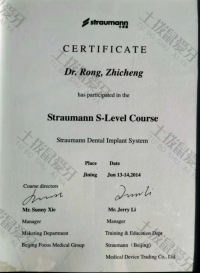 straumann
CERTIFICATE
Dr. Rong, Zhicheng
has participated in the
Straumann S-Level Course
Straumann Dental Implant System
Place Date
Jining Jun 13-14,2014
Course directors
Mr. Sunny Xie Mr. Jerry Li
Manager Manager
Maketing Department Training & Education Dept
Beijing Focus Medical Group Straumann (Beijing)
Medical Device Trading Co., Ltd